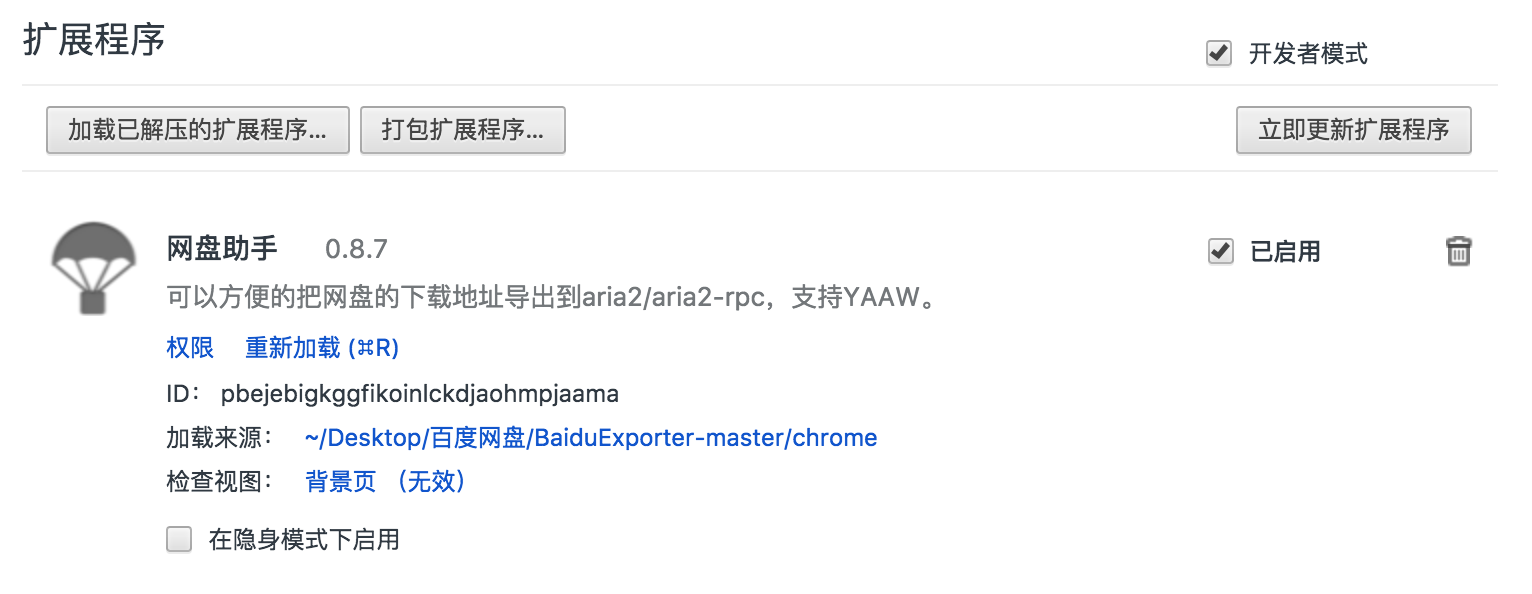 扩展程序
开发者模式
加载已解压的扩展程序...
打包扩展程序...
立即更新扩展程序
网盘助手 0.8.7
已启用
可以方便的把网盘的下载地址导出到aria2/aria2-rpc，支持YAAW。
权限 重新加载 (⌘R)
ID： pbejebigkggfikoinlckdjaohmpjaama
加载来源： ~/Desktop/百度网盘/BaiduExporter-master/chrome
检查视图： 背景页 （无效）
在隐身模式下启用